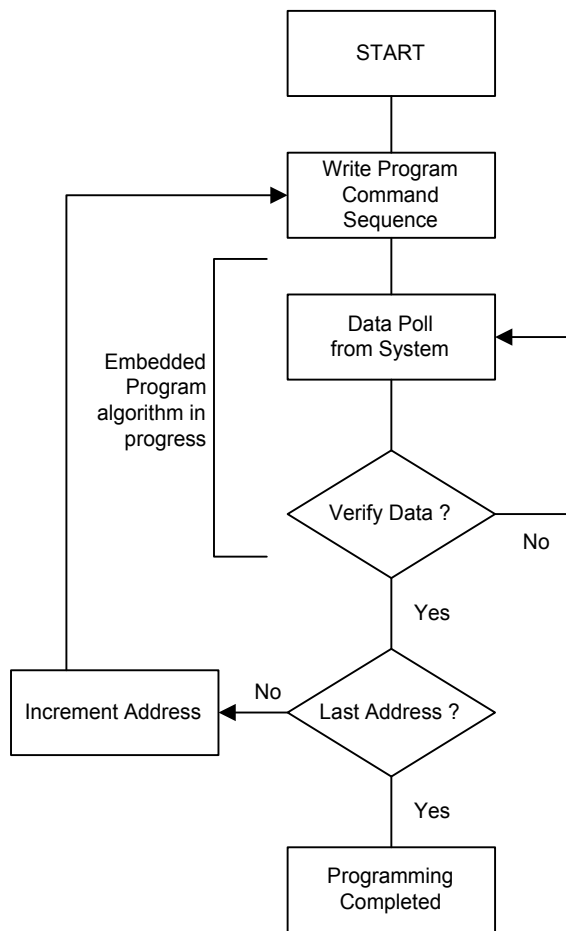 START
Write Program
Command
Sequence
Data Poll
from System
Embedded
Program
algorithm in
progress
Verify Data ?
No
Yes
No
Increment Address
Last Address ?
Yes
Programming
Completed